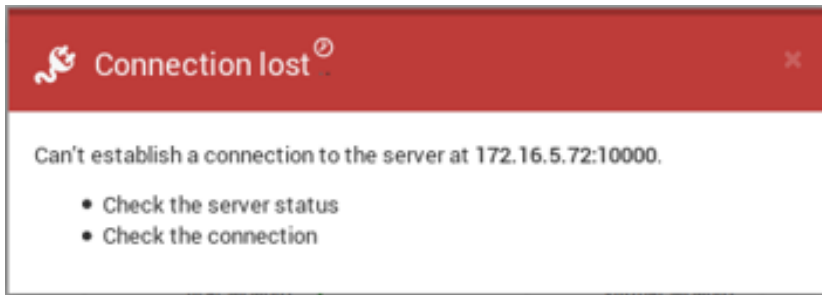 Connection lost
Can't establish a connection to the server at 172.16.5.72:10000.
• Check the server status
• Check the connection